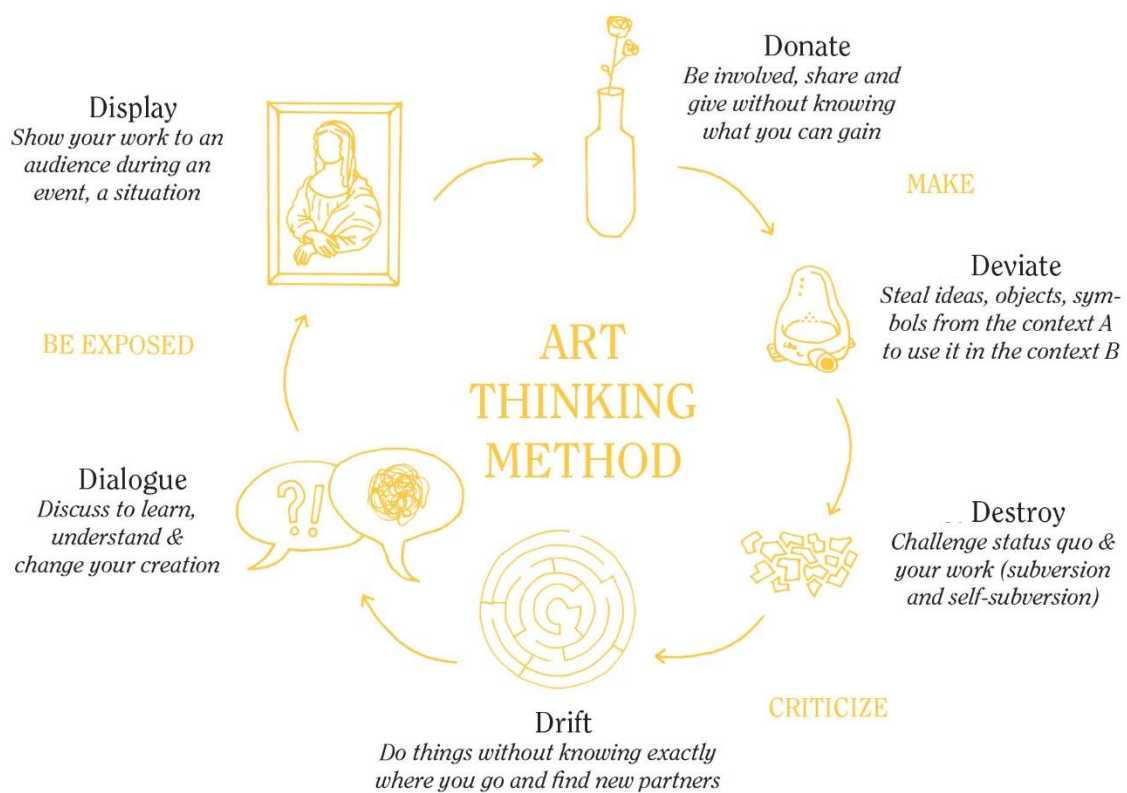 Donate
Be involved, share and
give without knowing
what you can gain
MAKE
Deviate
Steal ideas, objects, sym-
bols from the context A
to use it in the context B
Destroy
Challenge status quo &
your work (subversion
and self-subversion)
CRITICIZE
Drift
Do things without knowing exactly
where you go and find new partners
Dialogue
Discuss to learn,
understand &
change your creation
?!
BE EXPOSED
Display
Show your work to an
audience during an
event, a situation
ART
THINKING
METHOD